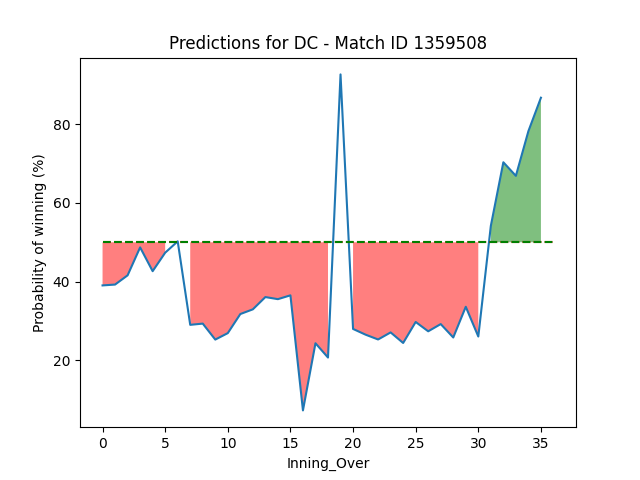 Predictions for DC - Match ID 1359508
Probability of winning (%)
80
60
40
20
0 5 10 15 20 25 30 35
Inning_Over